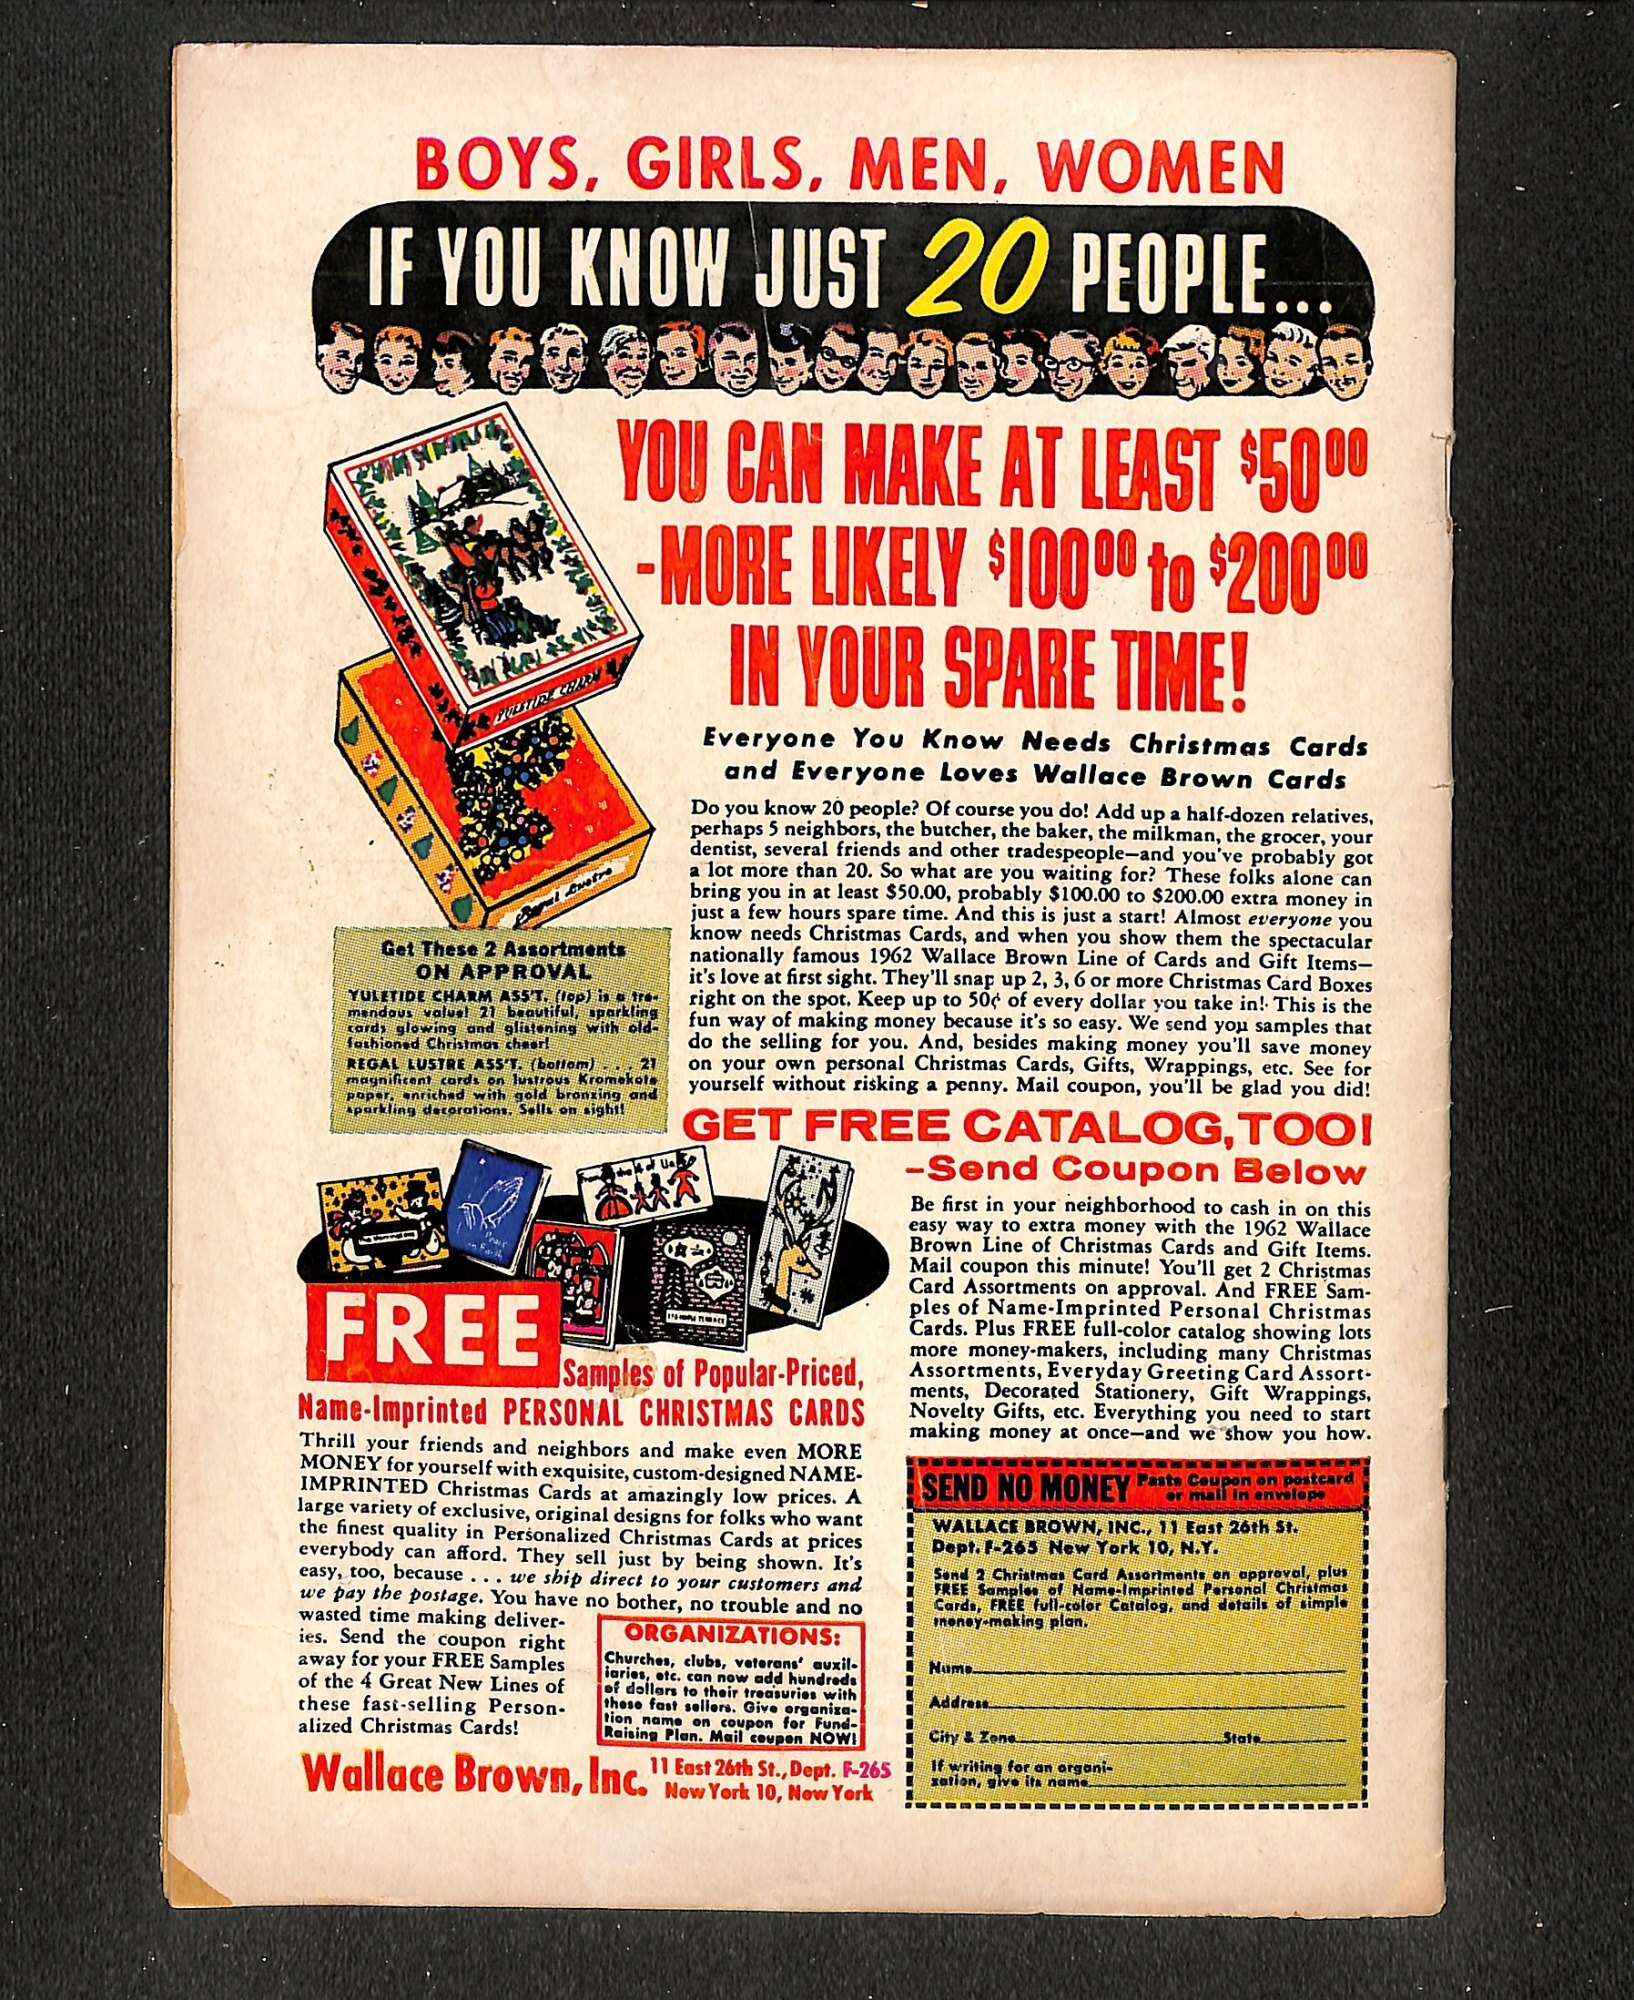 BOYS, GIRLS, MEN, WOMEN
IF YOU KNOW JUST 20 PEOPLE...
YOU CAN MAKE AT LEAST $50 00
-MORE LIKELY $100 00 to $200 00
IN YOUR SPARE TIME!
YULETIDE CHARM
Regal Lustre
Everyone You Know Needs Christmas Cards
and Everyone Loves Wallace Brown Cards
Do you know 20 people? Of course you do! Add up a half-dozen relatives,
perhaps 5 neighbors, the butcher, the baker, the milkman, the grocer, your
dentist, several friends and other tradespeople—and you've probably got
a lot more than 20. So what are you waiting for? These folks alone can
bring you in at least $50.00, probably $100.00 to $200.00 extra money in
just a few hours spare time. And this is just a start! Almost everyone you
know needs Christmas Cards, and when you show them the spectacular
nationally famous 1962 Wallace Brown Line of Cards and Gift Items—
it's love at first sight. They'll snap up 2, 3, 6 or more Christmas Card Boxes
right on the spot. Keep up to 50¢ of every dollar you take in! This is the
fun way of making money because it's so easy. We send you samples that
do the selling for you. And, besides making money you'll save money
on your own personal Christmas Cards, Gifts, Wrappings, etc. See for
yourself without risking a penny. Mail coupon, you'll be glad you did!
Get These 2 Assortments
ON APPROVAL
YULETIDE CHARM ASS'T. (top) is a tre-
mendous value! 21 beautiful, sparkling
cards glowing and glistening with old-
fashioned Christmas cheer!
REGAL LUSTRE ASS'T. (bottom) . . . 21
magnificent cards on lustrous Kromekote
paper, enriched with gold bronzing and
sparkling decorations. Sells on sight!
GET FREE CATALOG, TOO!
-Send Coupon Below
Be first in your neighborhood to cash in on this
easy way to extra money with the 1962 Wallace
Brown Line of Christmas Cards and Gift Items.
Mail coupon this minute! You'll get 2 Christmas
Card Assortments on approval. And FREE Sam-
ples of Name-Imprinted Personal Christmas
Cards. Plus FREE full-color catalog showing lots
more money-makers, including many Christmas
Assortments, Everyday Greeting Card Assort-
ments, Decorated Stationery, Gift Wrappings,
Novelty Gifts, etc. Everything you need to start
making money at once—and we show you how.
From the 4 of Us
Peace on Earth
FREE
Samples of Popular-Priced,
Name-Imprinted PERSONAL CHRISTMAS CARDS
Thrill your friends and neighbors and make even MORE
MONEY for yourself with exquisite, custom-designed NAME-
IMPRINTED Christmas Cards at amazingly low prices. A
large variety of exclusive, original designs for folks who want
the finest quality in Personalized Christmas Cards at prices
everybody can afford. They sell just by being shown. It's
easy, too, because . . . we ship direct to your customers and
we pay the postage. You have no bother, no trouble and no
wasted time making deliver-
ies. Send the coupon right
away for your FREE Samples
of the 4 Great New Lines of
these fast-selling Person-
alized Christmas Cards!
ORGANIZATIONS:
Churches, clubs, veterans' auxil-
iaries, etc. can now add hundreds
of dollars to their treasuries with
these fast sellers. Give organiza-
tion name on coupon for Fund-
Raising Plan. Mail coupon NOW!
Wallace Brown, Inc. 11 East 26th St., Dept. F-265
New York 10, New York
SEND NO MONEY Paste Coupon on postcard
or mail in envelope
WALLACE BROWN, INC., 11 East 26th St.
Dept. F-265 New York 10, N.Y.
Send 2 Christmas Card Assortments on approval, plus
FREE Samples of Name-Imprinted Personal Christmas
Cards, FREE full-color Catalog, and details of simple
money-making plan.
Name
Address
City & Zone State
If writing for an organi-
zation, give its name